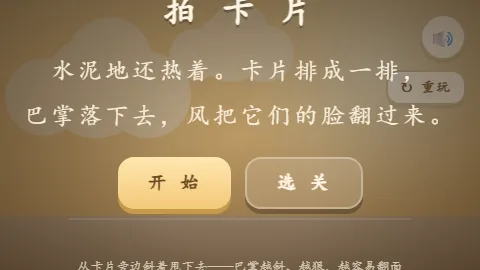 拍卡片
水泥地还热着。卡片排成一排，
↻ 重玩
巴掌落下去，风把它们的脸翻过来。
开始
选关
从卡片旁边斜着甩下去——巴掌越斜、越狠，越容易翻面